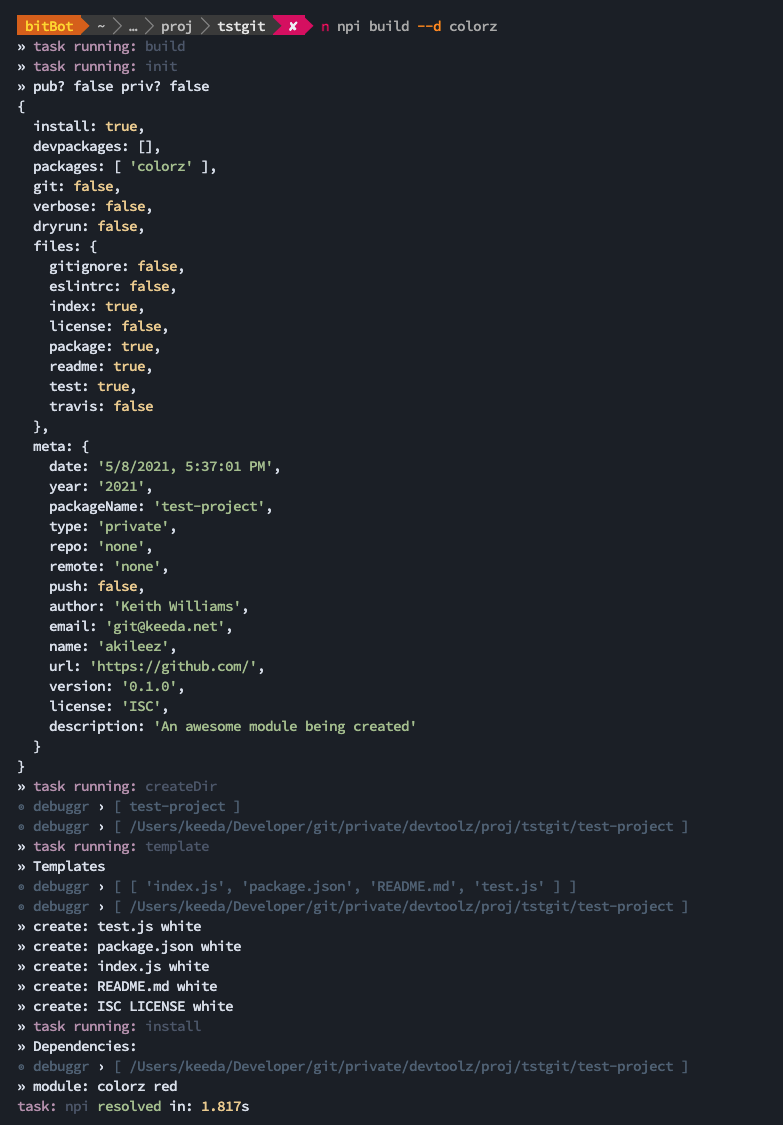 bitBot ~ … proj tstgit ✘ n npi build --d colorz
» task running: build
» task running: init
» pub? false priv? false
{
  install: true,
  devpackages: [],
  packages: [ 'colorz' ],
  git: false,
  verbose: false,
  dryrun: false,
  files: {
    gitignore: false,
    eslintrc: false,
    index: true,
    license: false,
    package: true,
    readme: true,
    test: true,
    travis: false
  },
  meta: {
    date: '5/8/2021, 5:37:01 PM',
    year: '2021',
    packageName: 'test-project',
    type: 'private',
    repo: 'none',
    remote: 'none',
    push: false,
    author: 'Keith Williams',
    email: 'git@keeda.net',
    name: 'akileez',
    url: 'https://github.com/',
    version: '0.1.0',
    license: 'ISC',
    description: 'An awesome module being created'
  }
}
» task running: createDir
⊙ debuggr › [ test-project ]
⊙ debuggr › [ /Users/keeda/Developer/git/private/devtoolz/proj/tstgit/test-project ]
» task running: template
» Templates
⊙ debuggr › [ [ 'index.js', 'package.json', 'README.md', 'test.js' ] ]
⊙ debuggr › [ /Users/keeda/Developer/git/private/devtoolz/proj/tstgit/test-project ]
» create: test.js white
» create: package.json white
» create: index.js white
» create: README.md white
» create: ISC LICENSE white
» task running: install
» Dependencies:
⊙ debuggr › [ /Users/keeda/Developer/git/private/devtoolz/proj/tstgit/test-project ]
» module: colorz red
task: npi resolved in: 1.817s